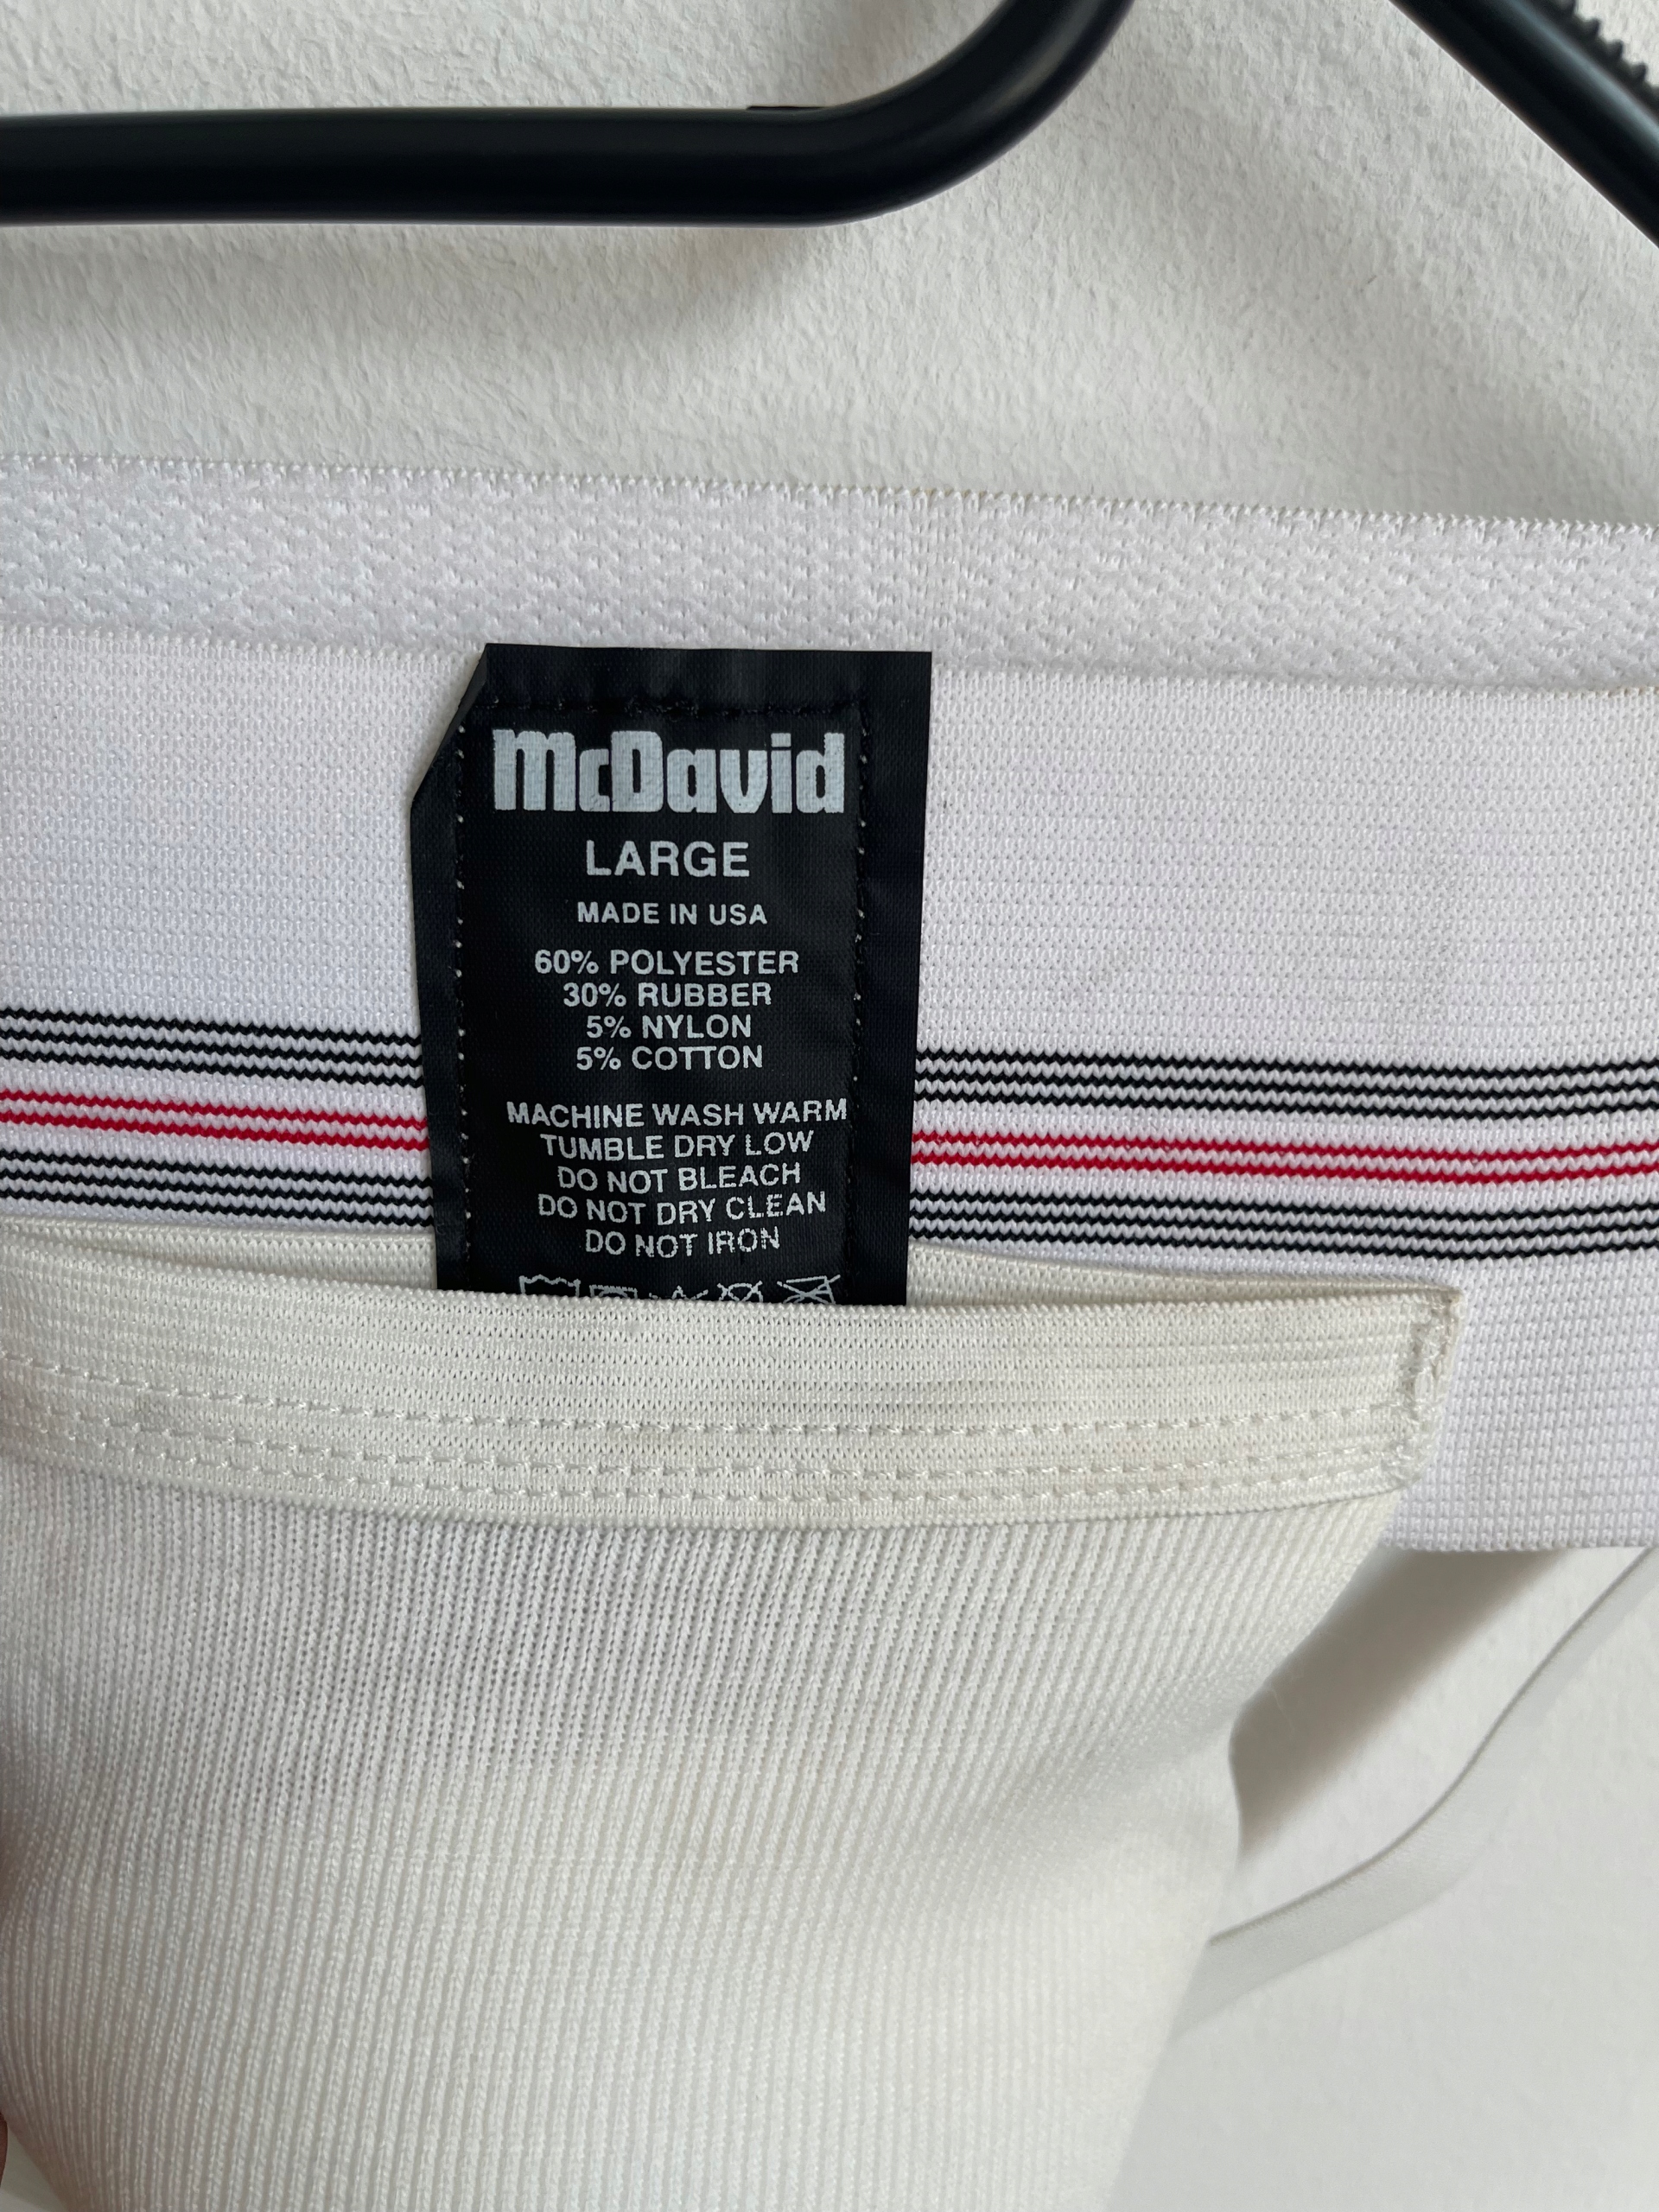 McDavid
LARGE
MADE IN USA
60% POLYESTER
30% RUBBER
5% NYLON
5% COTTON
MACHINE WASH WARM
TUMBLE DRY LOW
DO NOT BLEACH
DO NOT DRY CLEAN
DO NOT IRON